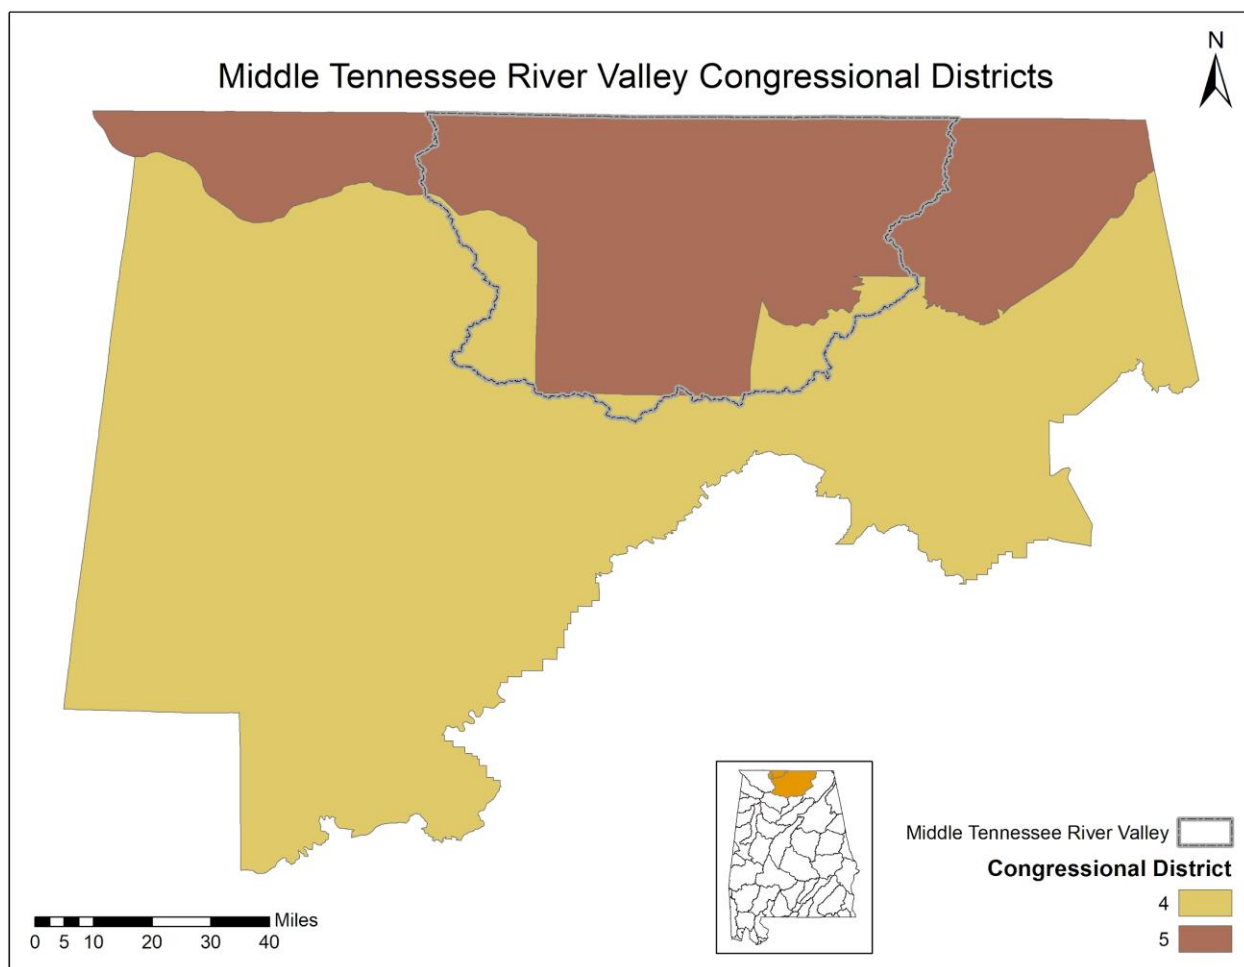 N
Middle Tennessee River Valley Congressional Districts
Middle Tennessee River Valley
Congressional District
4
5
Miles
0 5 10 20 30 40